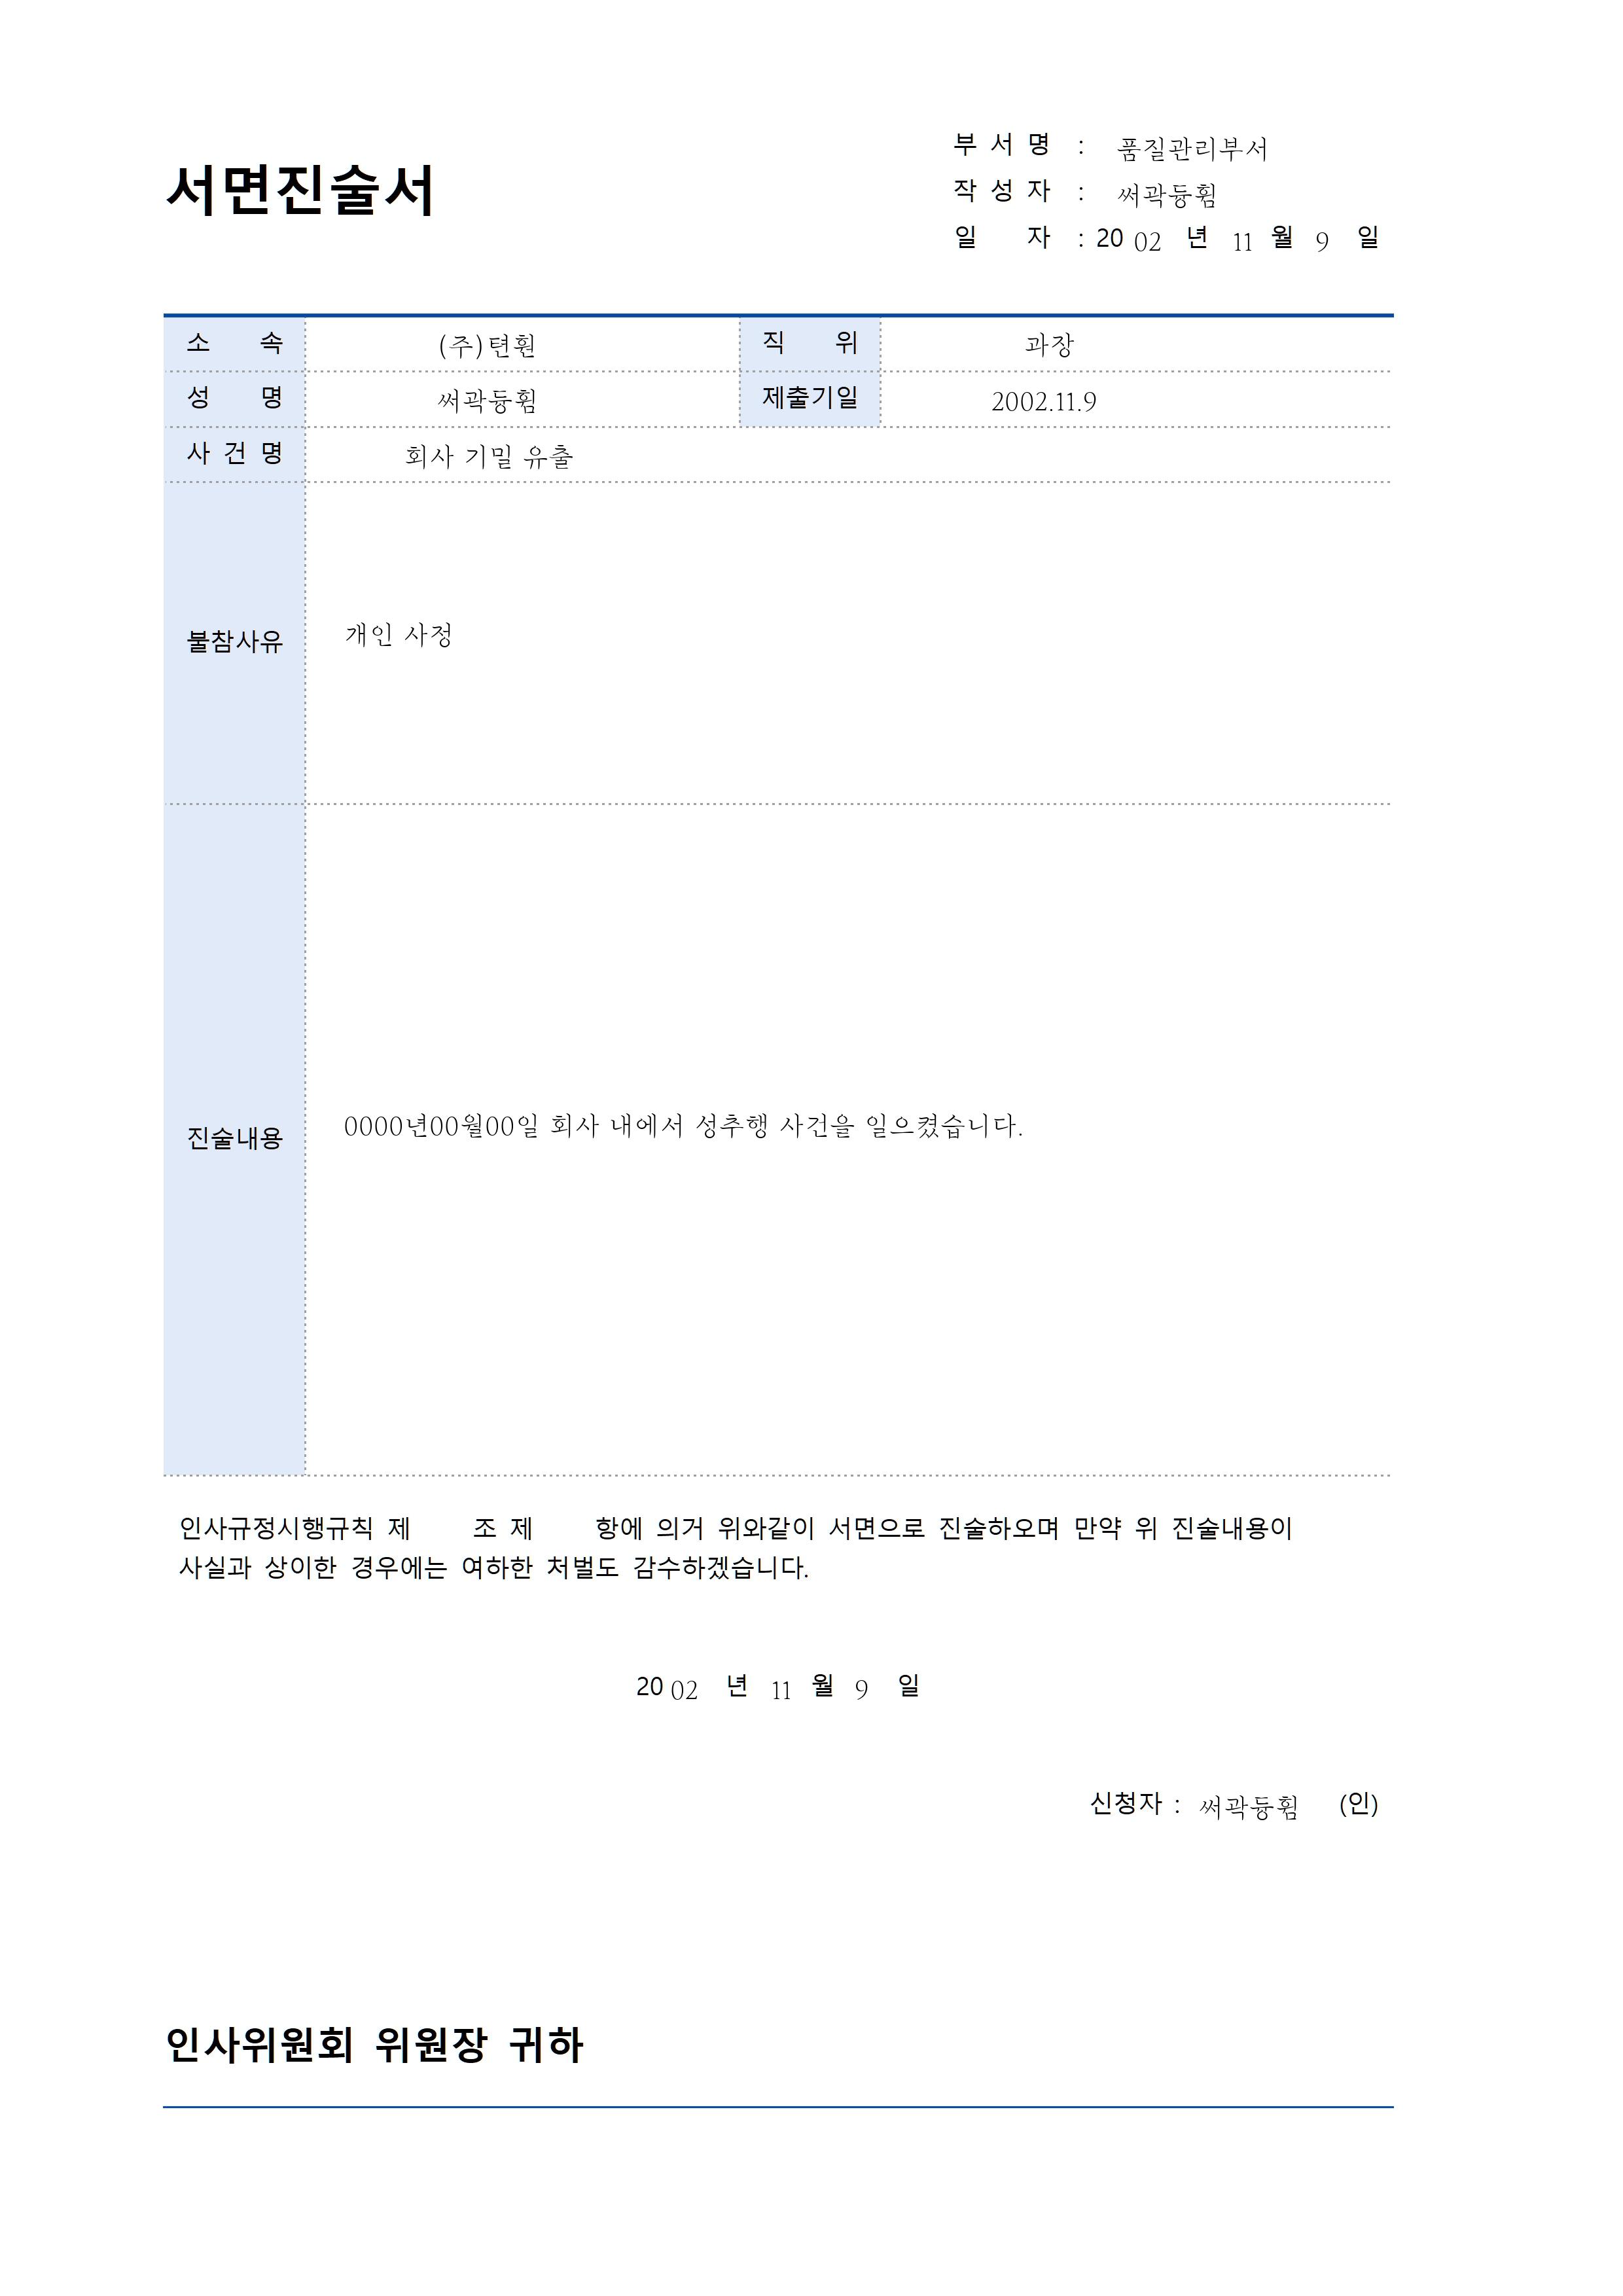 서면진술서
부 서 명 : 품질관리부서
작 성 자 : 써곽듕휨
일 자 : 20 02 년 11 월 9 일
소 속 (주)텬훤 직 위 과장
성 명 써곽듕휨 제출기일 2002.11.9
사 건 명 회사 기밀 유출
불참사유 개인 사정
진술내용 0000년00월00일 회사 내에서 성추행 사건을 일으켰습니다.
인사규정시행규칙 제 조 제 항에 의거 위와같이 서면으로 진술하오며 만약 위 진술내용이
사실과 상이한 경우에는 여하한 처벌도 감수하겠습니다.
20 02 년 11 월 9 일
신청자 : 써곽듕휨 (인)
인사위원회 위원장 귀하